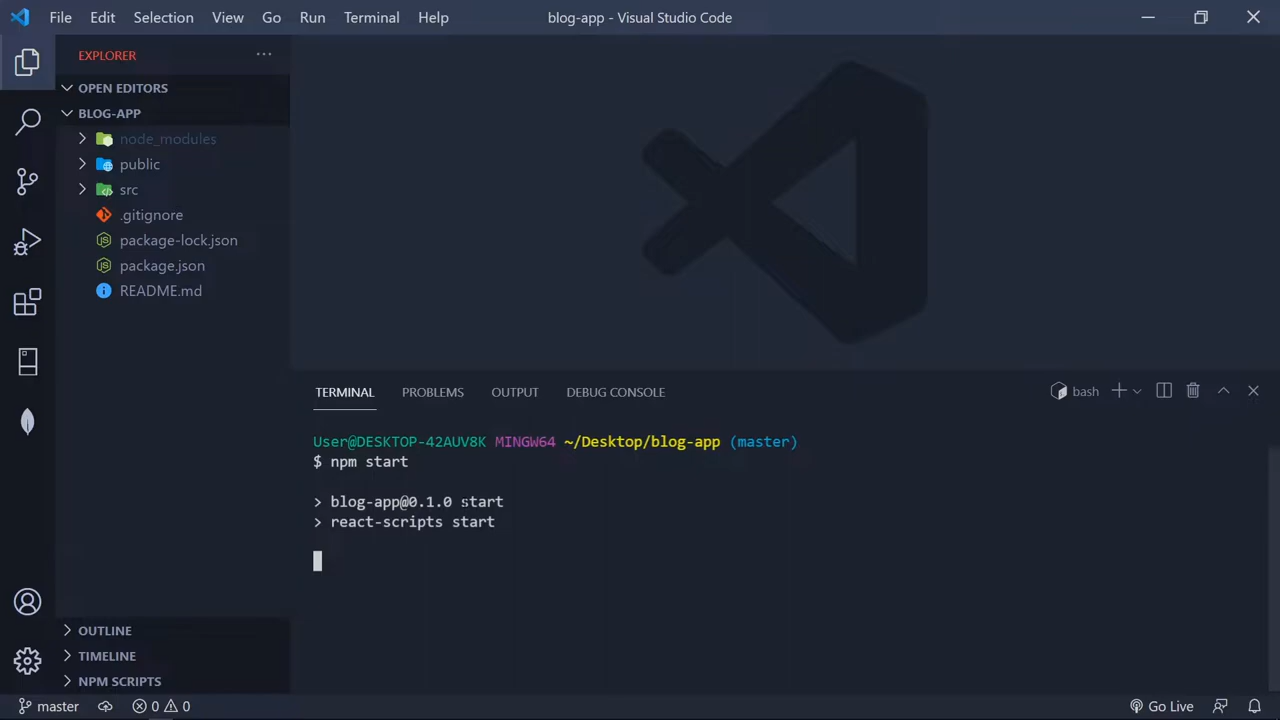 File Edit Selection View Go Run Terminal Help
blog-app - Visual Studio Code
EXPLORER
OPEN EDITORS
BLOG-APP
node_modules
public
src
.gitignore
package-lock.json
package.json
README.md
OUTLINE
TIMELINE
NPM SCRIPTS
TERMINAL PROBLEMS OUTPUT DEBUG CONSOLE
bash
User@DESKTOP-42AUV8K MINGW64 ~/Desktop/blog-app (master)
$ npm start
> blog-app@0.1.0 start
> react-scripts start
master 0 0
Go Live